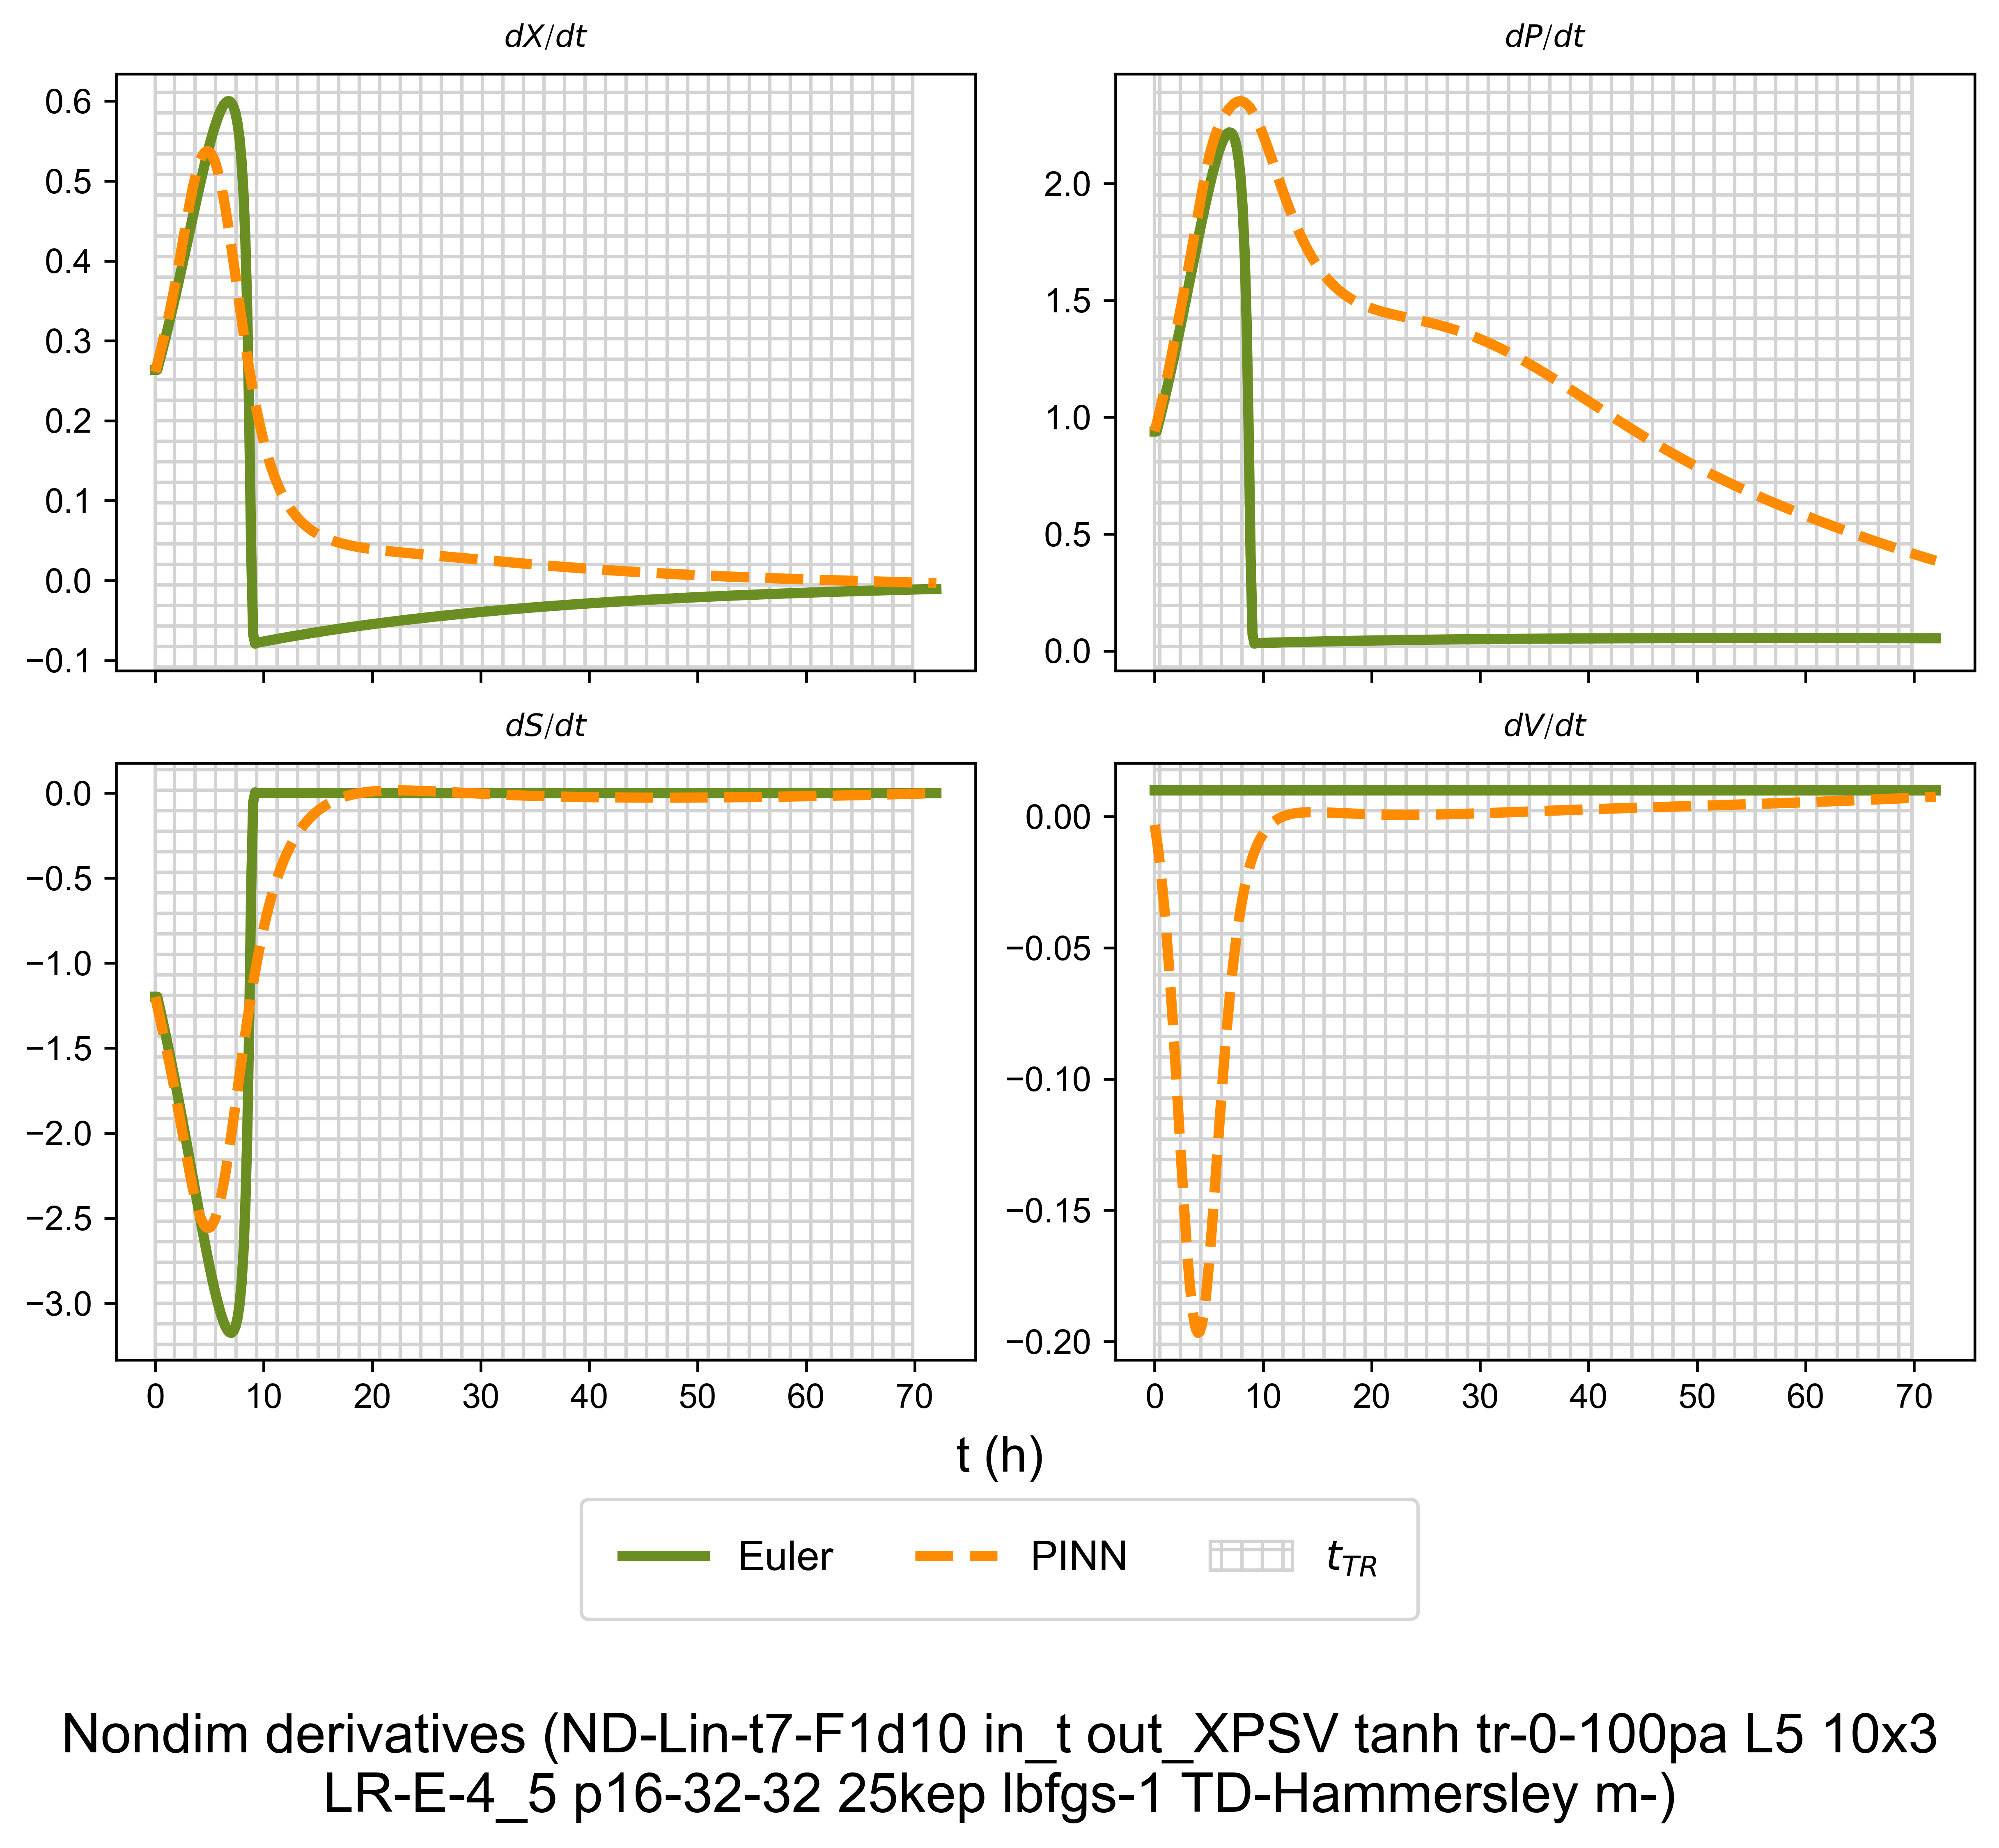 dX/dt
dP/dt
0.6
0.5
0.4
0.3
0.2
0.1
0.0
−0.1
2.0
1.5
1.0
0.5
0.0
dS/dt
dV/dt
0.0
−0.5
−1.0
−1.5
−2.0
−2.5
−3.0
0 10 20 30 40 50 60 70
0.00
−0.05
−0.10
−0.15
−0.20
0 10 20 30 40 50 60 70
t (h)
Euler PINN t_TR
Nondim derivatives (ND-Lin-t7-F1d10 in_t out_XPSV tanh tr-0-100pa L5 10x3
LR-E-4_5 p16-32-32 25kep lbfgs-1 TD-Hammersley m-)